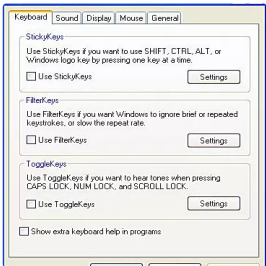 Keyboard Sound Display Mouse General
StickyKeys
Use StickyKeys if you want to use SHIFT, CTRL, ALT, or
Windows logo key by pressing one key at a time.
Use StickyKeys Settings
FilterKeys
Use FilterKeys if you want Windows to ignore brief or repeated
keystrokes, or slow the repeat rate.
Use FilterKeys Settings
ToggleKeys
Use ToggleKeys if you want to hear tones when pressing
CAPS LOCK, NUM LOCK, and SCROLL LOCK.
Use ToggleKeys Settings
Show extra keyboard help in programs